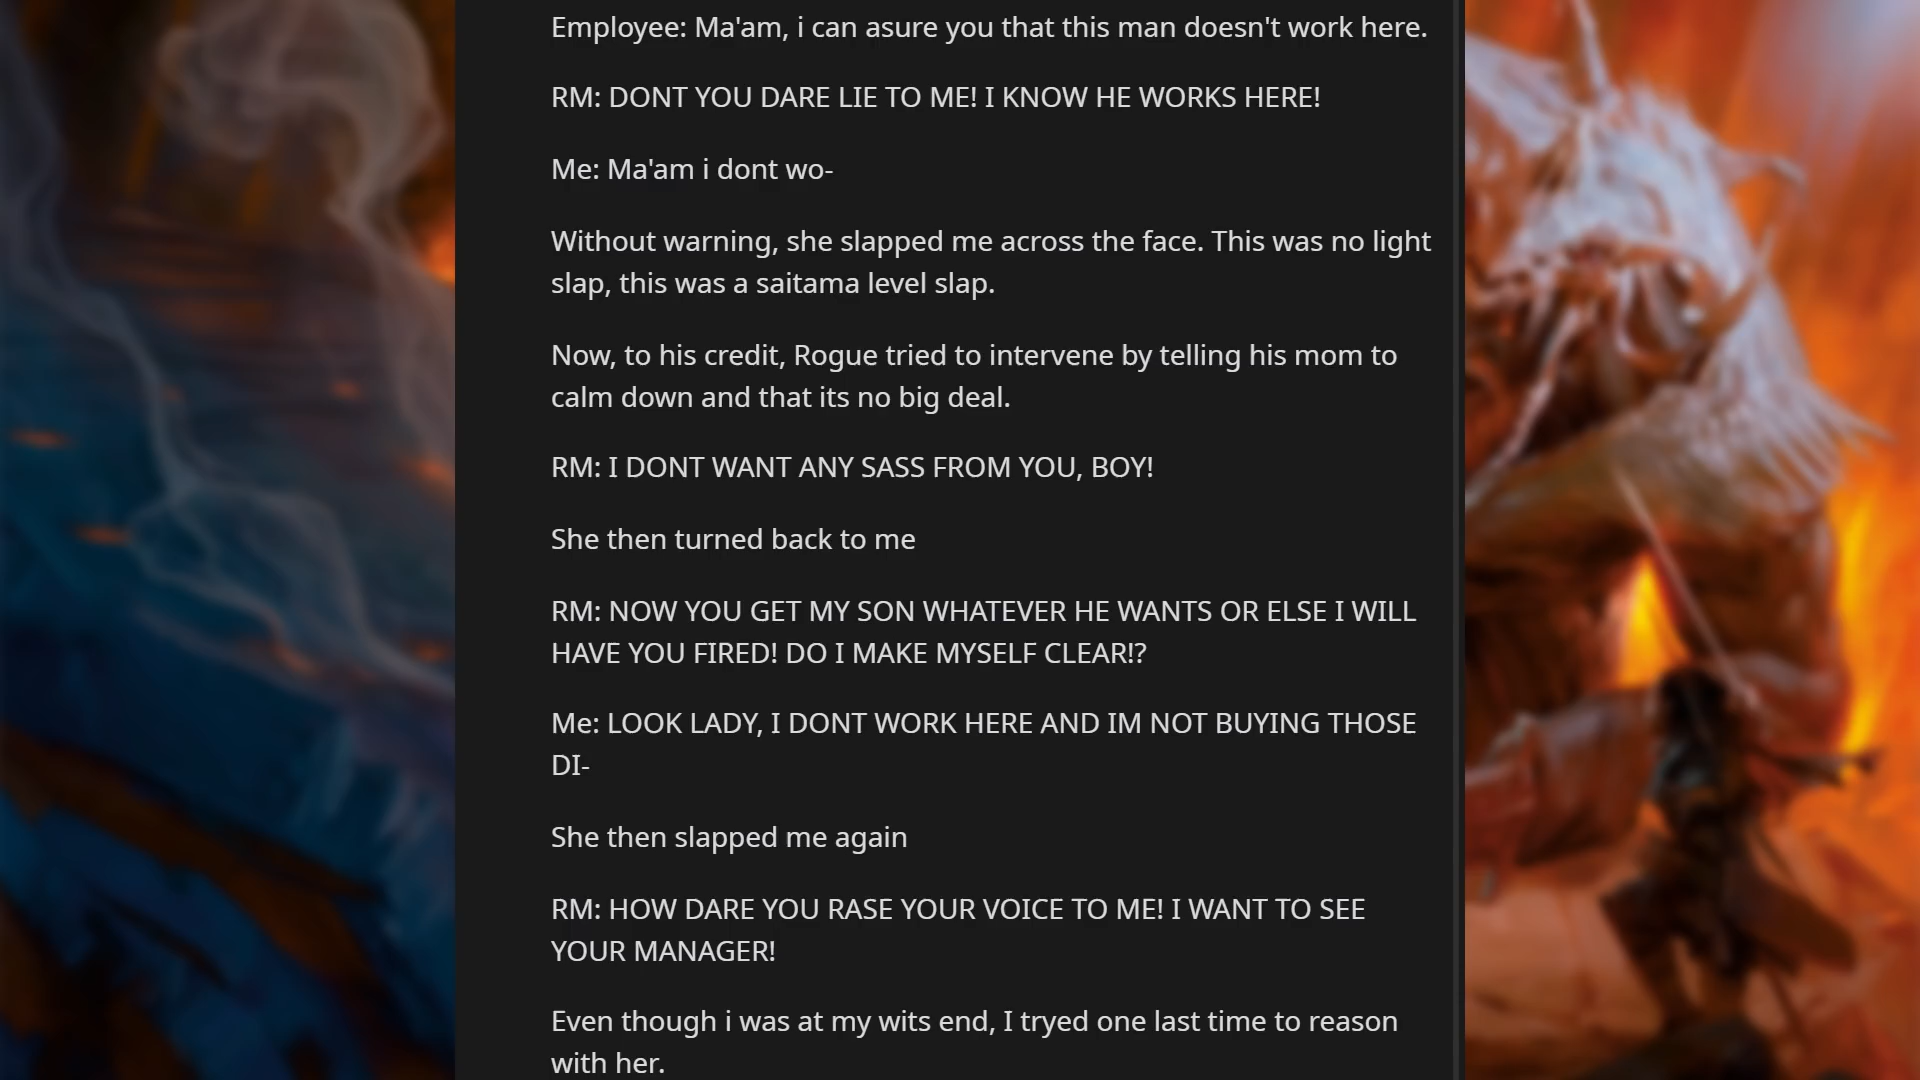 Employee: Ma'am, i can asure you that this man doesn't work here.
RM: DONT YOU DARE LIE TO ME! I KNOW HE WORKS HERE!
Me: Ma'am i dont wo-
Without warning, she slapped me across the face. This was no light
slap, this was a saitama level slap.
Now, to his credit, Rogue tried to intervene by telling his mom to
calm down and that its no big deal.
RM: I DONT WANT ANY SASS FROM YOU, BOY!
She then turned back to me
RM: NOW YOU GET MY SON WHATEVER HE WANTS OR ELSE I WILL
HAVE YOU FIRED! DO I MAKE MYSELF CLEAR!?
Me: LOOK LADY, I DONT WORK HERE AND IM NOT BUYING THOSE
DI-
She then slapped me again
RM: HOW DARE YOU RASE YOUR VOICE TO ME! I WANT TO SEE
YOUR MANAGER!
Even though i was at my wits end, I tryed one last time to reason
with her.